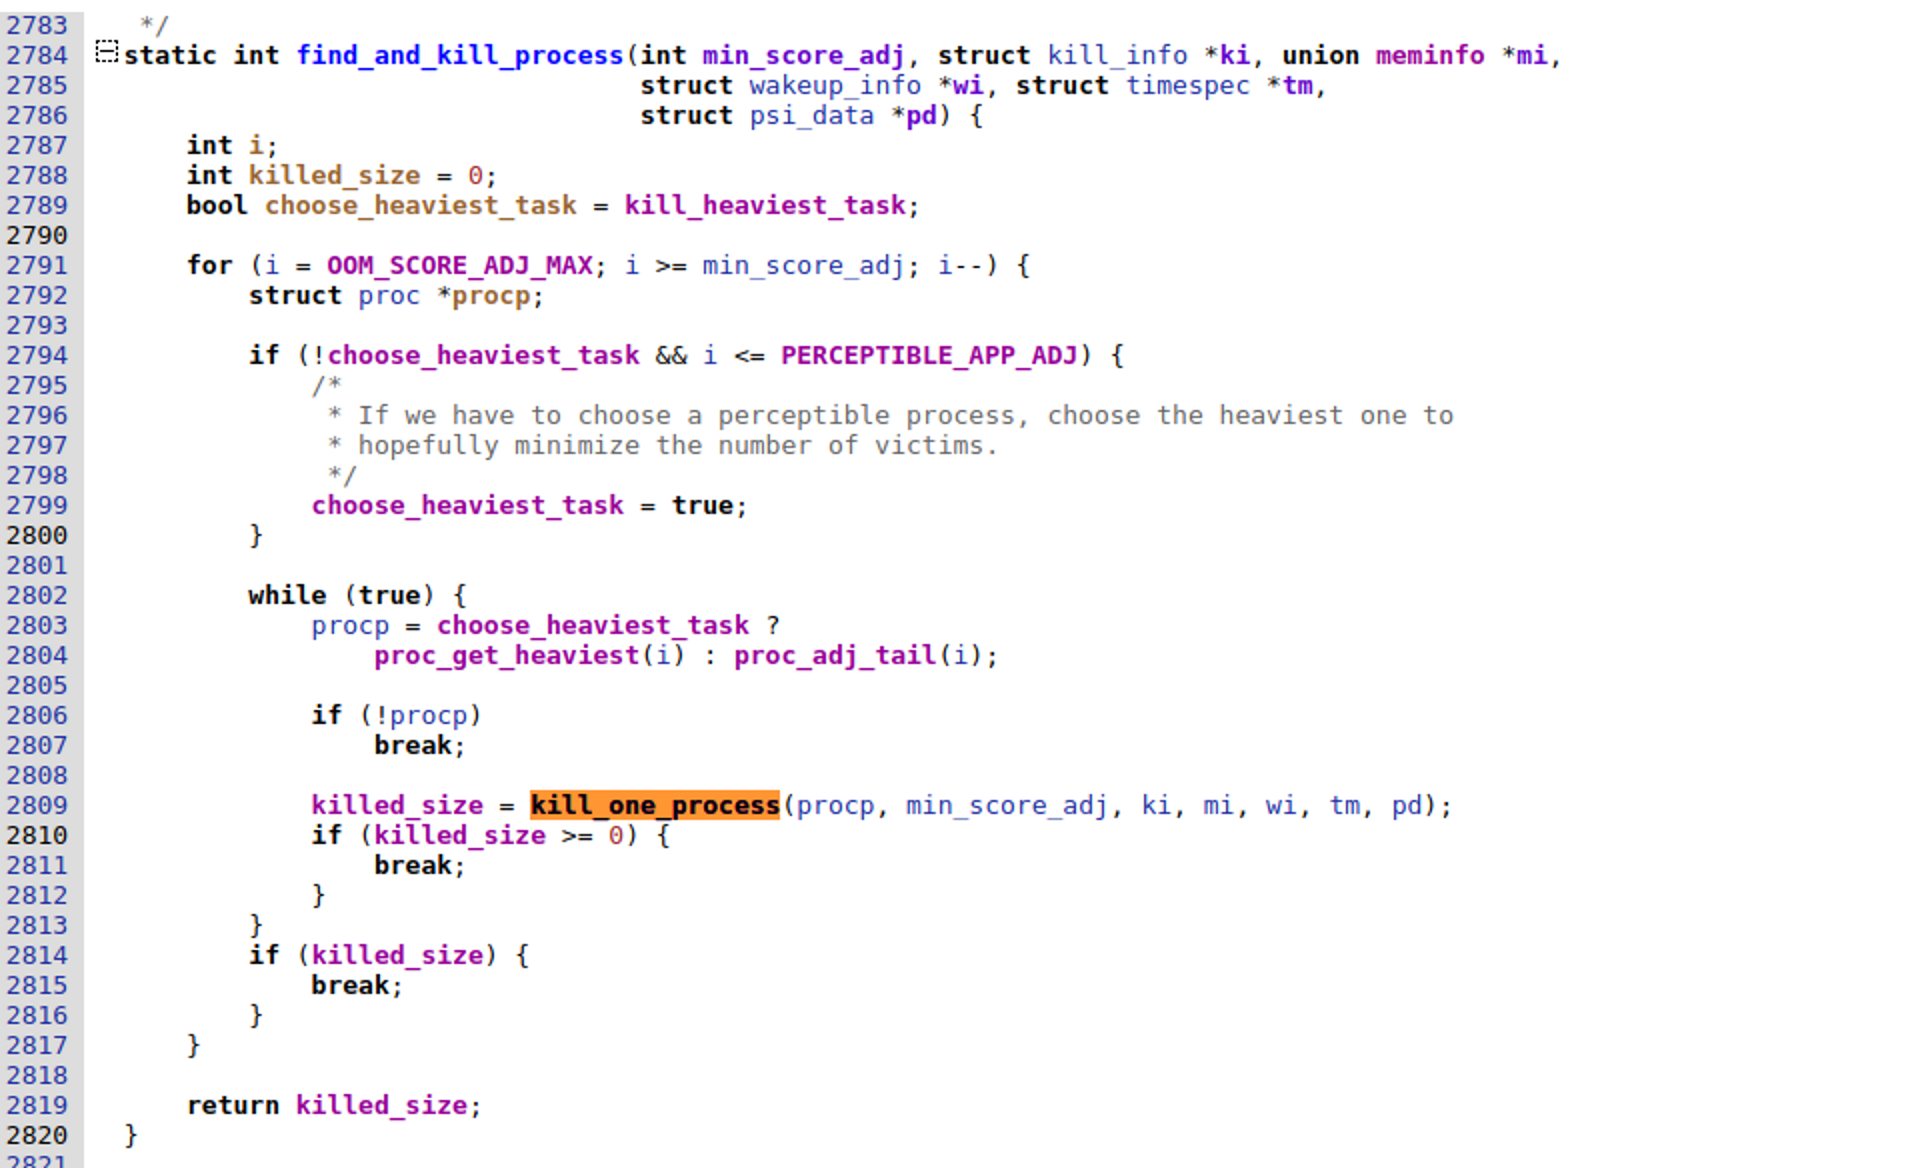 2783 */
2784 static int find_and_kill_process(int min_score_adj, struct kill_info *ki, union meminfo *mi,
2785 struct wakeup_info *wi, struct timespec *tm,
2786 struct psi_data *pd) {
2787 int i;
2788 int killed_size = 0;
2789 bool choose_heaviest_task = kill_heaviest_task;
2790
2791 for (i = OOM_SCORE_ADJ_MAX; i >= min_score_adj; i--) {
2792 struct proc *procp;
2793
2794 if (!choose_heaviest_task && i <= PERCEPTIBLE_APP_ADJ) {
2795 /*
2796 * If we have to choose a perceptible process, choose the heaviest one to
2797 * hopefully minimize the number of victims.
2798 */
2799 choose_heaviest_task = true;
2800 }
2801
2802 while (true) {
2803 procp = choose_heaviest_task ?
2804 proc_get_heaviest(i) : proc_adj_tail(i);
2805
2806 if (!procp)
2807 break;
2808
2809 killed_size = kill_one_process(procp, min_score_adj, ki, mi, wi, tm, pd);
2810 if (killed_size >= 0) {
2811 break;
2812 }
2813 }
2814 if (killed_size) {
2815 break;
2816 }
2817 }
2818
2819 return killed_size;
2820 }
2821